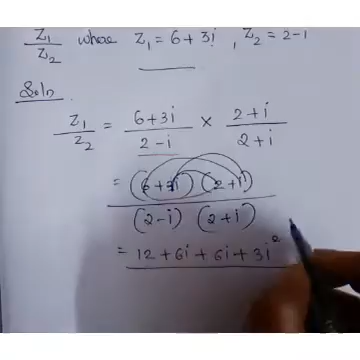 Z₁/Z₂ where Z₁ = 6+3i, Z₂ = 2-i
Soln.
Z₁/Z₂ = (6+3i)/(2-i) × (2+i)/(2+i)
= (6+3i)(2+i)/(2-i)(2+i)
= 12+6i+6i+3i²